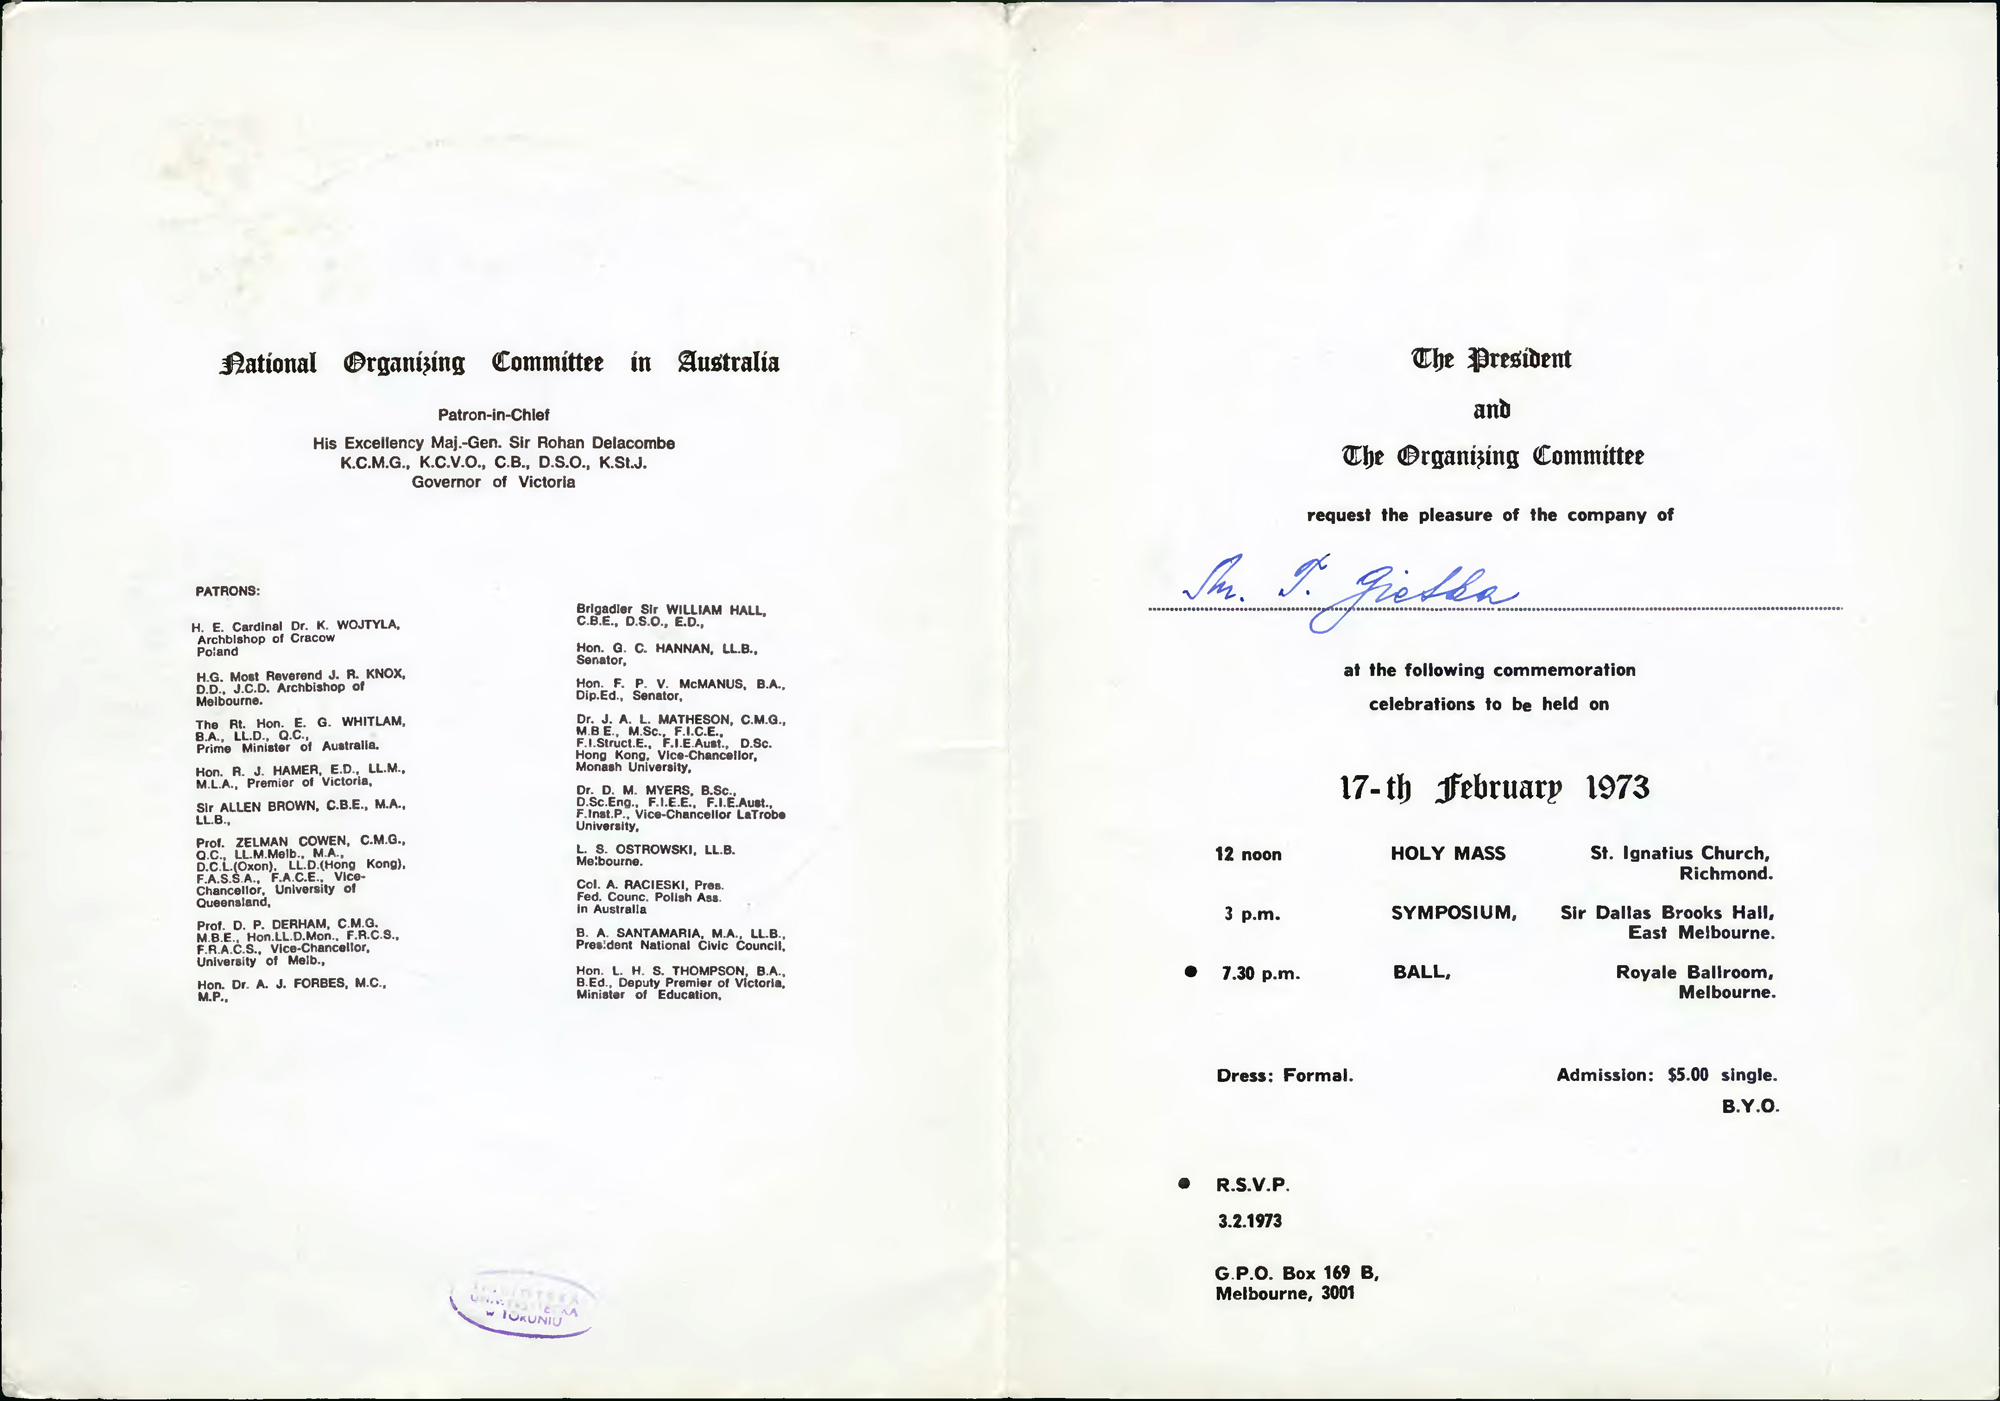 National Organizing Committee in Australia
Patron-in-Chief
His Excellency Maj.-Gen. Sir Rohan Delacombe
K.C.M.G., K.C.V.O., C.B., D.S.O., K.St.J.
Governor of Victoria
PATRONS:
H. E. Cardinal Dr. K. WOJTYLA,
Archbishop of Cracow
Poland
H.G. Most Reverend J. R. KNOX,
D.D., J.C.D. Archbishop of
Melbourne.
The Rt. Hon. E. G. WHITLAM,
B.A., LL.D., Q.C.,
Prime Minister of Australia.
Hon. R. J. HAMER, E.D., LL.M.,
M.L.A., Premier of Victoria,
Sir ALLEN BROWN, C.B.E., M.A.,
LL.B.,
Prof. ZELMAN COWEN, C.M.G.,
Q.C., LL.M.Melb., M.A.,
D.C.L.(Oxon), LL.D.(Hong Kong),
F.A.S.S.A., F.A.C.E., Vice-
Chancellor, University of
Queensland,
Prof. D. P. DERHAM, C.M.G.
M.B.E., Hon.LL.D.Mon., F.R.C.S.,
F.R.A.C.S., Vice-Chancellor,
University of Melb.,
Hon. Dr. A. J. FORBES, M.C.,
M.P.,
Brigadier Sir WILLIAM HALL,
C.B.E., D.S.O., E.D.,
Hon. G. C. HANNAN, LL.B.,
Senator,
Hon. F. P. V. McMANUS, B.A.,
Dip.Ed., Senator,
Dr. J. A. L. MATHESON, C.M.G.,
M.B E., M.Sc., F.I.C.E.,
F.I.Struct.E., F.I.E.Aust., D.Sc.
Hong Kong, Vice-Chancellor,
Monash University,
Dr. D. M. MYERS, B.Sc.,
D.Sc.Eng., F.I.E.E., F.I.E.Aust.,
F.Inst.P., Vice-Chancellor LaTrobe
University,
L. S. OSTROWSKI, LL.B.
Melbourne.
Col. A. RACIESKI, Pres.
Fed. Counc. Polish Ass.
in Australia
B. A. SANTAMARIA, M.A., LL.B.,
President National Civic Council,
Hon. L. H. S. THOMPSON, B.A.,
B.Ed., Deputy Premier of Victoria,
Minister of Education,
W TORUNIU
The President
and
The Organizing Committee
request the pleasure of the company of
T. Gietka
at the following commemoration
celebrations to be held on
17-th February 1973
12 noon HOLY MASS St. Ignatius Church,
Richmond.
3 p.m. SYMPOSIUM, Sir Dallas Brooks Hall,
East Melbourne.
● 7.30 p.m. BALL, Royale Ballroom,
Melbourne.
Dress: Formal. Admission: $5.00 single.
B.Y.O.
● R.S.V.P.
3.2.1973
G.P.O. Box 169 B,
Melbourne, 3001